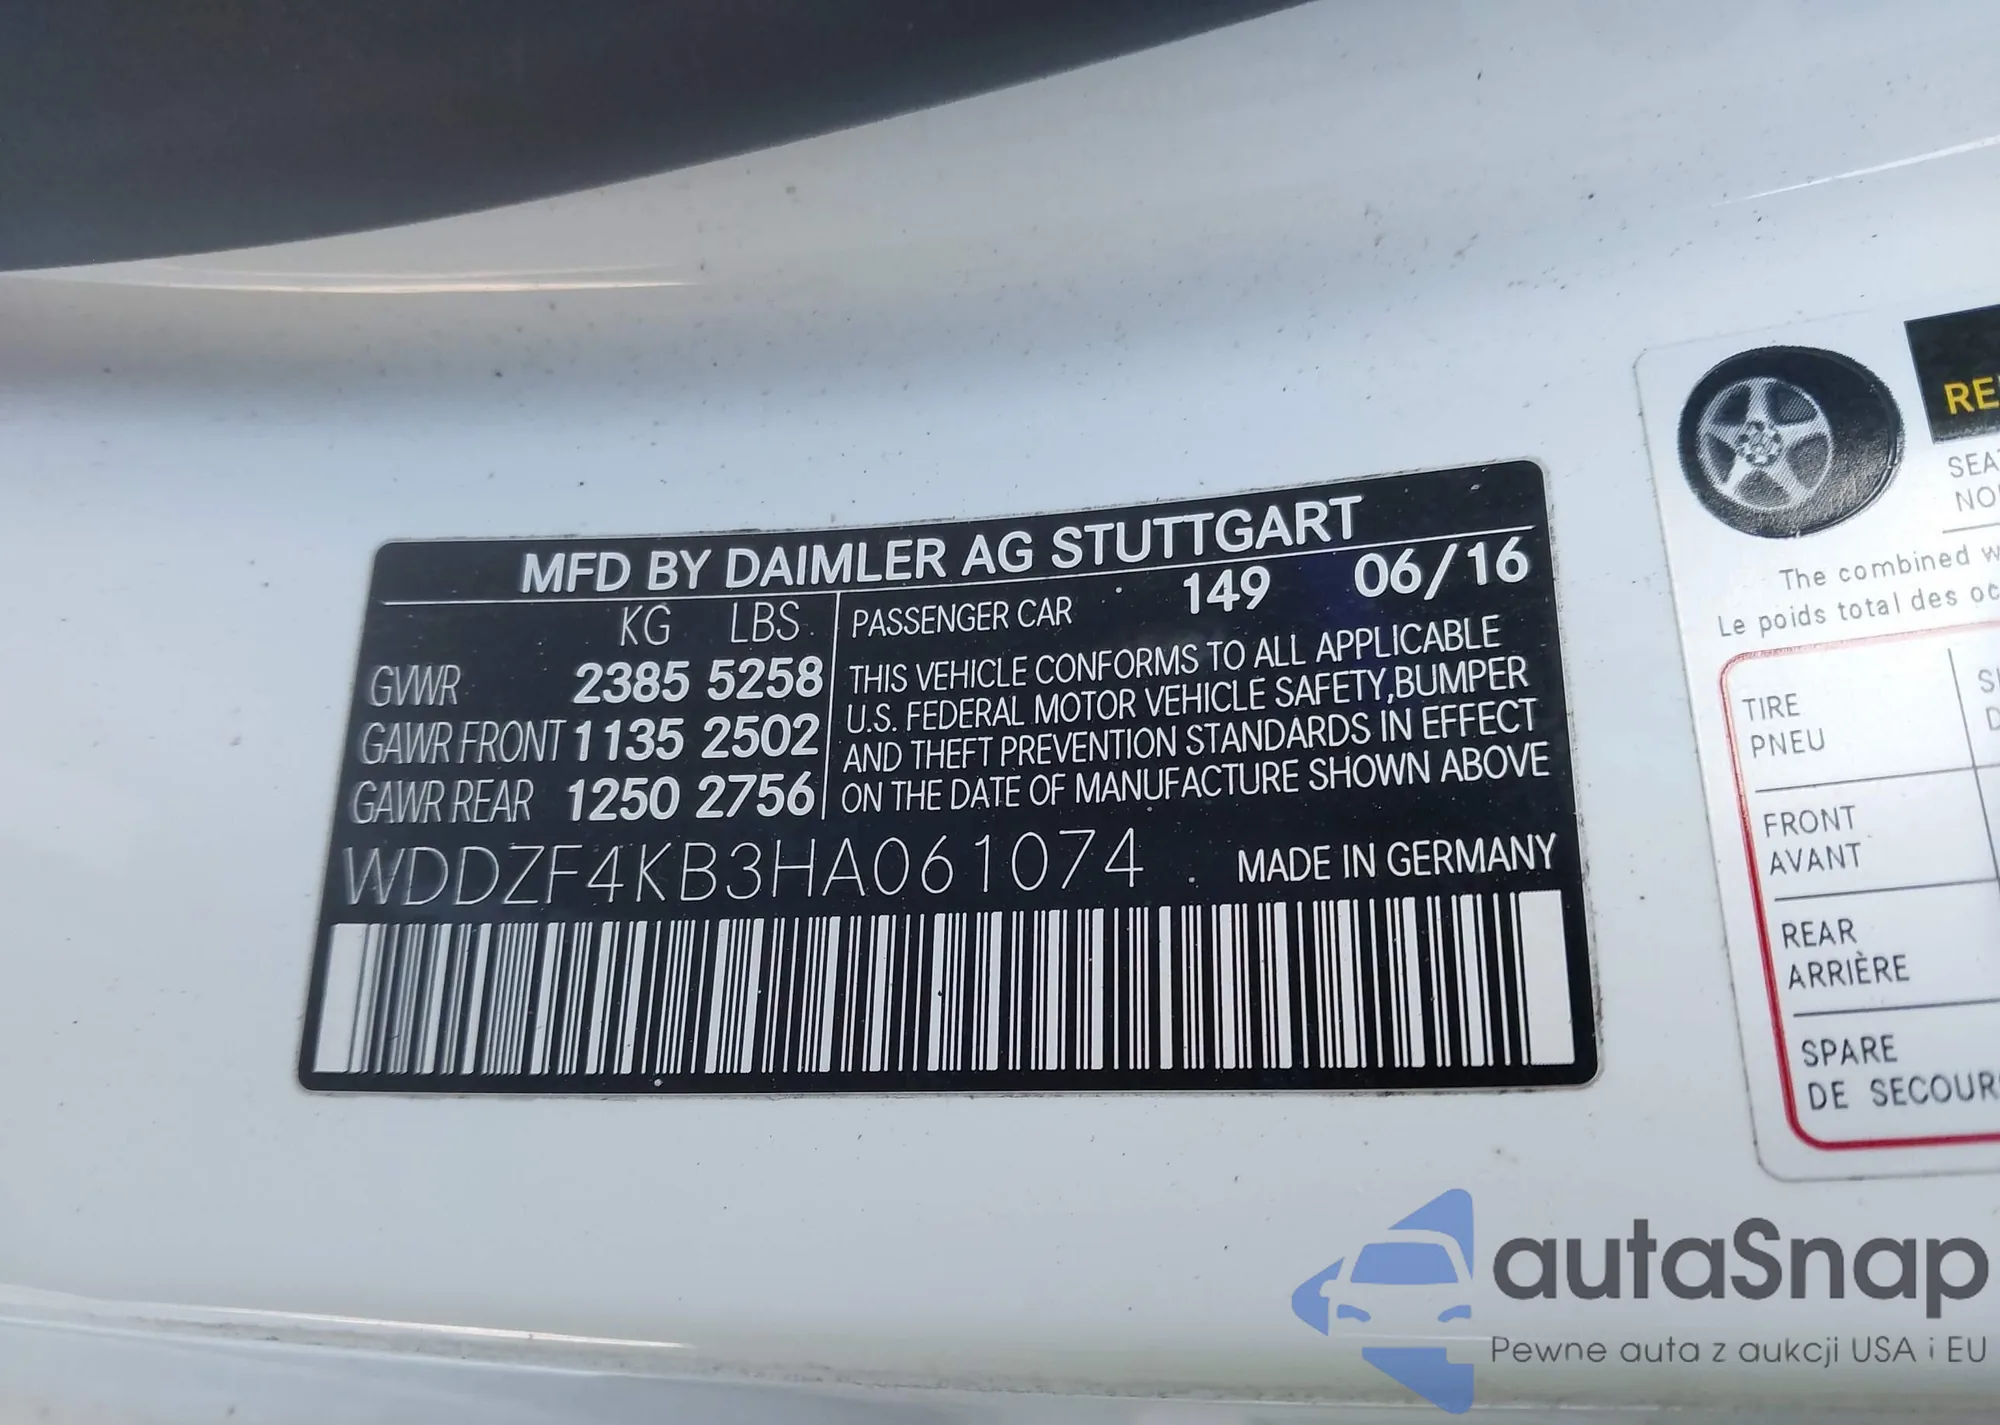 MFD BY DAIMLER AG STUTTGART
KG LBS
PASSENGER CAR 149 06/16
GVWR 2385 5258
GAWR FRONT 1135 2502
GAWR REAR 1250 2756
THIS VEHICLE CONFORMS TO ALL APPLICABLE
U.S. FEDERAL MOTOR VEHICLE SAFETY,BUMPER
AND THEFT PREVENTION STANDARDS IN EFFECT
ON THE DATE OF MANUFACTURE SHOWN ABOVE
WDDZF4KB3HA061074 MADE IN GERMANY
The combined
Le poids total des
TIRE
PNEU
FRONT
AVANT
REAR
ARRIÈRE
SPARE
DE SECOUR
autaSnap
Pewne auta z aukcji USA i EU